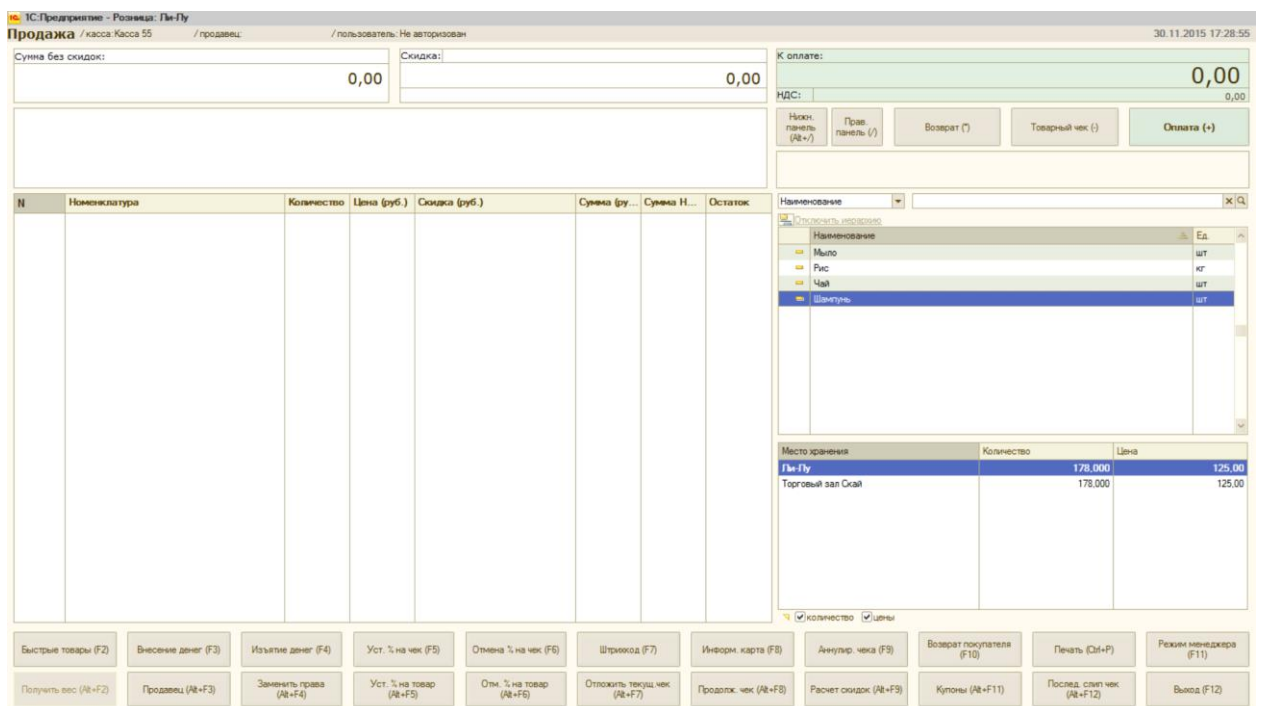 1С:Предприятие - Розница: Пи-Пу
Продажа / касса: Касса 55 / продавец: / пользователь: Не авторизован 30.11.2015 17:28:55
Сумма без скидок: Скидка: К оплате:
0,00 0,00 0,00
НДС: 0,00
Нижн. панель (Alt+/) Прав. панель (/) Возврат (*) Товарный чек (-) Оплата (+)
N Номенклатура Количество Цена (руб.) Скидка (руб.) Сумма (ру... Сумма Н... Остаток
Наименование
Отключить иерархию
Наименование Ед.
Мыло шт
Рис кг
Чай шт
Шампунь шт
Место хранения Количество Цена
Пи-Пу 178,000 125,00
Торговый зал Скай 178,000 125,00
количество цены
Быстрые товары (F2) Внесение денег (F3) Изъятие денег (F4) Уст. % на чек (F5) Отмена % на чек (F6) Штрихкод (F7) Информ. карта (F8) Аннулир. чека (F9) Возврат покупателя (F10) Печать (Ctrl+P) Режим менеджера (F11)
Получить вес (Alt+F2) Продавец (Alt+F3) Заменить права (Alt+F4) Уст. % на товар (Alt+F5) Отм. % на товар (Alt+F6) Отложить текущ.чек (Alt+F7) Продолж. чек (Alt+F8) Расчет скидок (Alt+F9) Купоны (Alt+F11) Послед. слип чек (Alt+F12) Выход (F12)